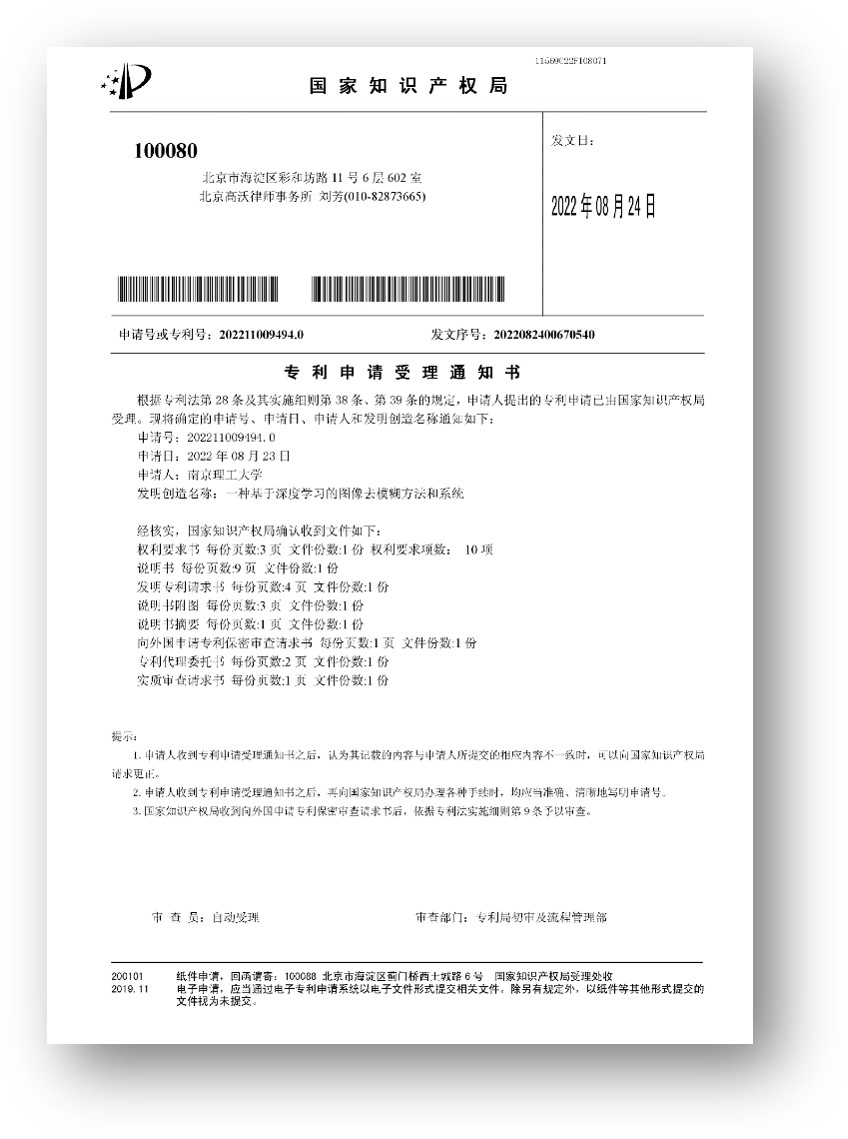 11569C22F108071
国家知识产权局
100080
北京市海淀区彩和坊路 11 号 6 层 602 室
北京高沃律师事务所 刘芳(010-82873665)
发文日：
2022 年 08 月 24 日
申请号或专利号：202211009494.0
发文序号：2022082400670540
专 利 申 请 受 理 通 知 书
根据专利法第 28 条及其实施细则第 38 条、第 39 条的规定，申请人提出的专利申请已由国家知识产权局
受理。现将确定的申请号、申请日、申请人和发明创造名称通知如下：
申请号：202211009494.0
申请日：2022 年 08 月 23 日
申请人：南京理工大学
发明创造名称：一种基于深度学习的图像去模糊方法和系统
经核实，国家知识产权局确认收到文件如下：
权利要求书 每份页数:3 页 文件份数:1 份 权利要求项数： 10 项
说明书 每份页数:9 页 文件份数:1 份
发明专利请求书 每份页数:4 页 文件份数:1 份
说明书附图 每份页数:3 页 文件份数:1 份
说明书摘要 每份页数:1 页 文件份数:1 份
向外国申请专利保密审查请求书 每份页数:1 页 文件份数:1 份
专利代理委托书 每份页数:2 页 文件份数:1 份
实质审查请求书 每份页数:1 页 文件份数:1 份
提示：
1.申请人收到专利申请受理通知书之后，认为其记载的内容与申请人所提交的相应内容不一致时，可以向国家知识产权局
请求更正。
2.申请人收到专利申请受理通知书之后，再向国家知识产权局办理各种手续时，均应当准确、清晰地写明申请号。
3.国家知识产权局收到向外国申请专利保密审查请求书后，依据专利法实施细则第 9 条予以审查。
审 查 员：自动受理
审查部门：专利局初审及流程管理部
200101 纸件申请，回函请寄：100088 北京市海淀区蓟门桥西土城路 6 号 国家知识产权局受理处收
2019.11 电子申请，应当通过电子专利申请系统以电子文件形式提交相关文件。除另有规定外，以纸件等其他形式提交的
文件视为未提交。